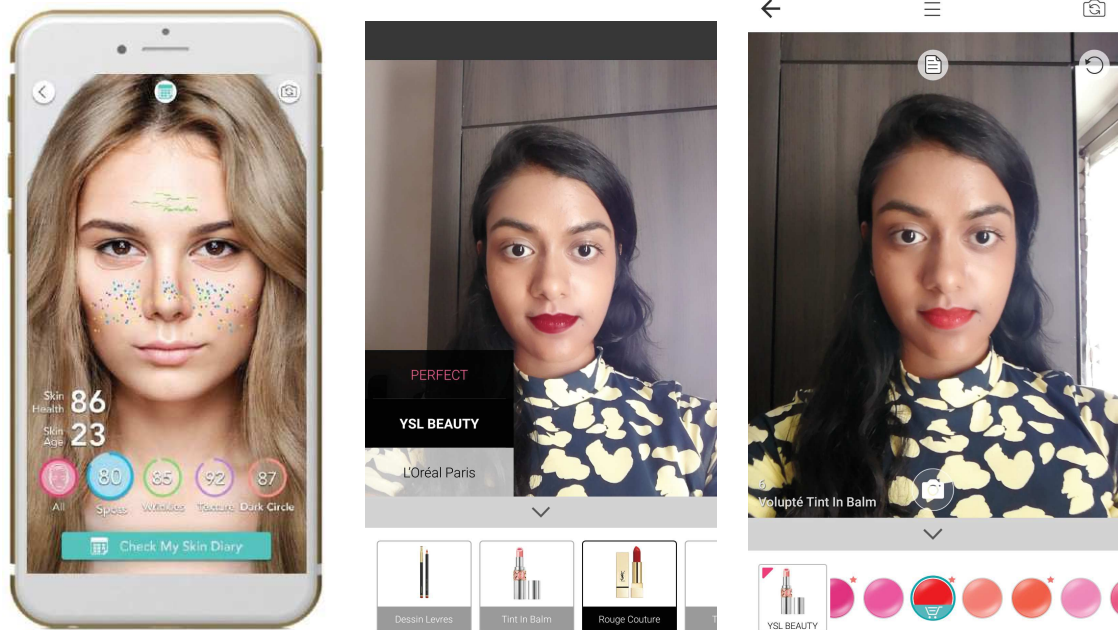 Skin
Health 86
Skin
Age 23
80
85
92
87
All
Spots
Wrinkles
Texture
Dark Circle
Check My Skin Diary
PERFECT
YSL BEAUTY
L'Oréal Paris
Dessin Levres
Tint In Balm
Rouge Couture
T
6
Volupté Tint In Balm
YSL BEAUTY